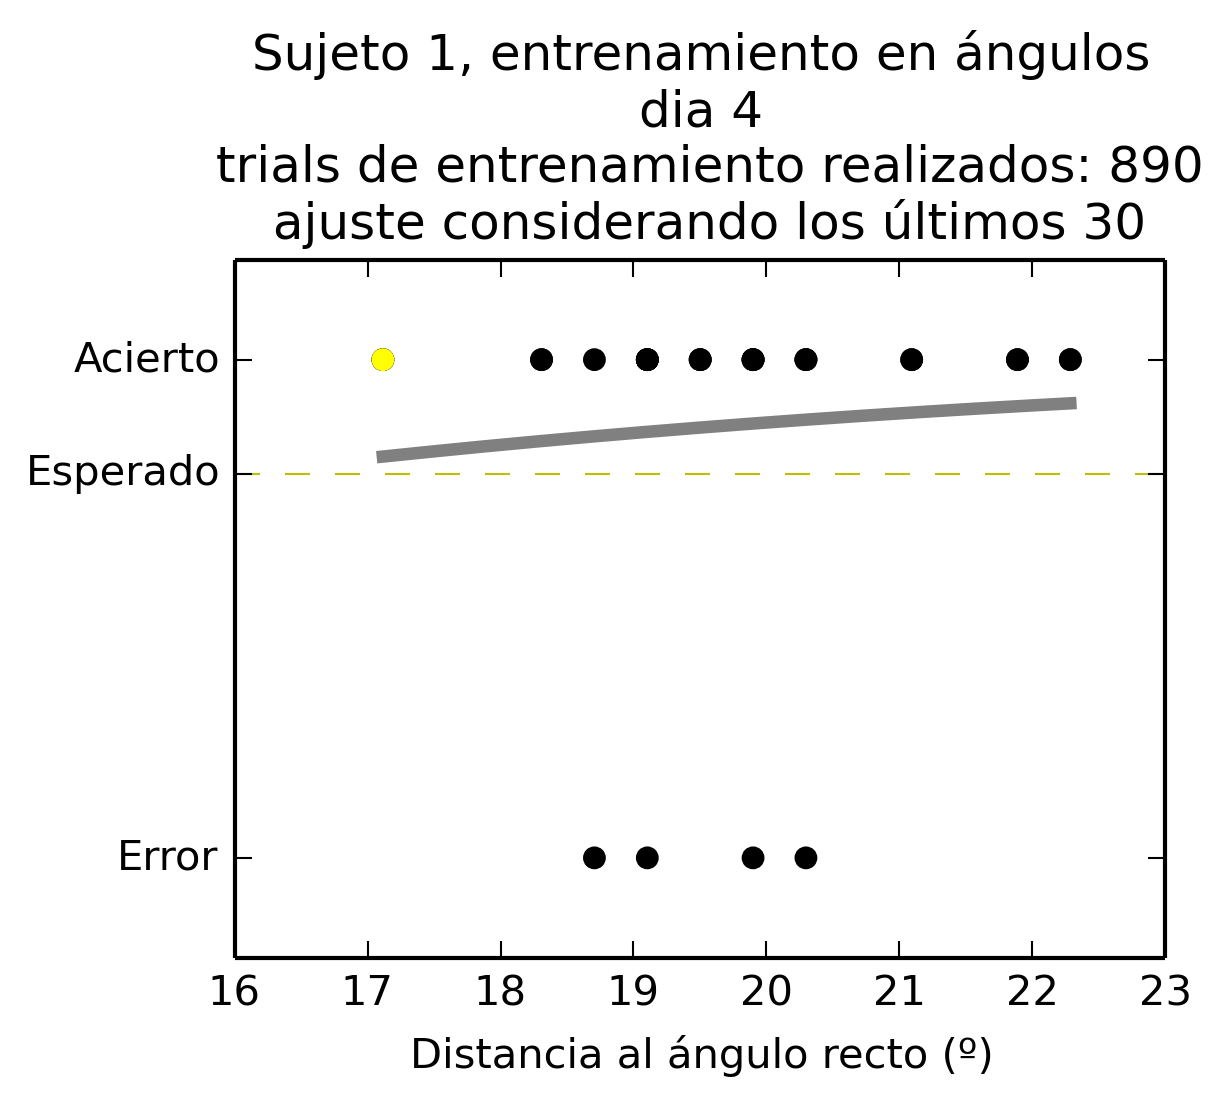 Sujeto 1, entrenamiento en ángulos
dia 4
trials de entrenamiento realizados: 890
ajuste considerando los últimos 30
Acierto
Esperado
Error
16 17 18 19 20 21 22 23
Distancia al ángulo recto (º)